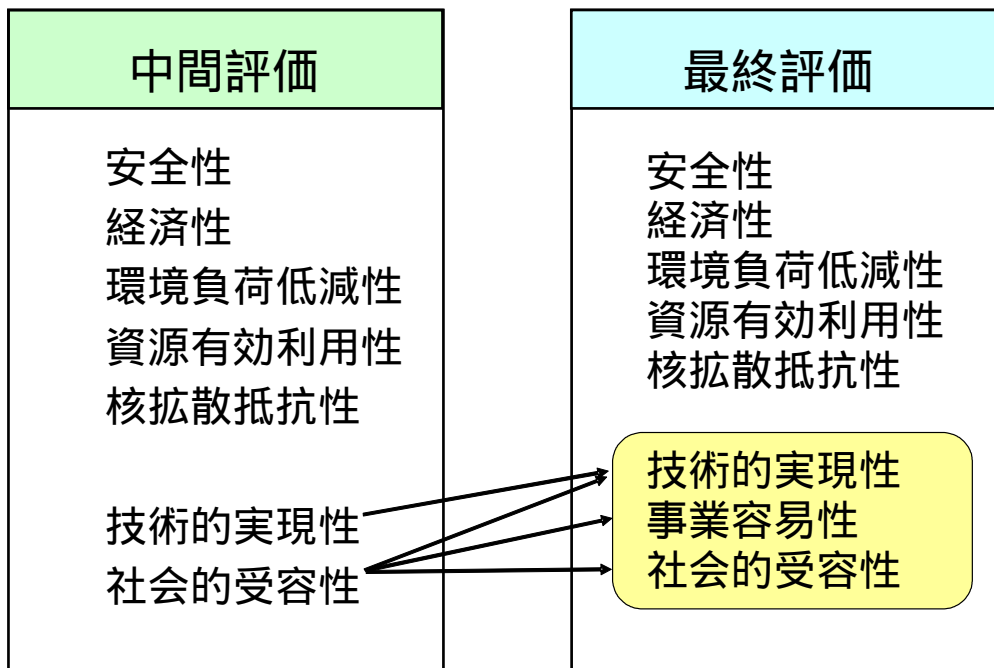 中間評価
安全性
経済性
環境負荷低減性
資源有効利用性
核拡散抵抗性
技術的実現性
社会的受容性
最終評価
安全性
経済性
環境負荷低減性
資源有効利用性
核拡散抵抗性
技術的実現性
事業容易性
社会的受容性